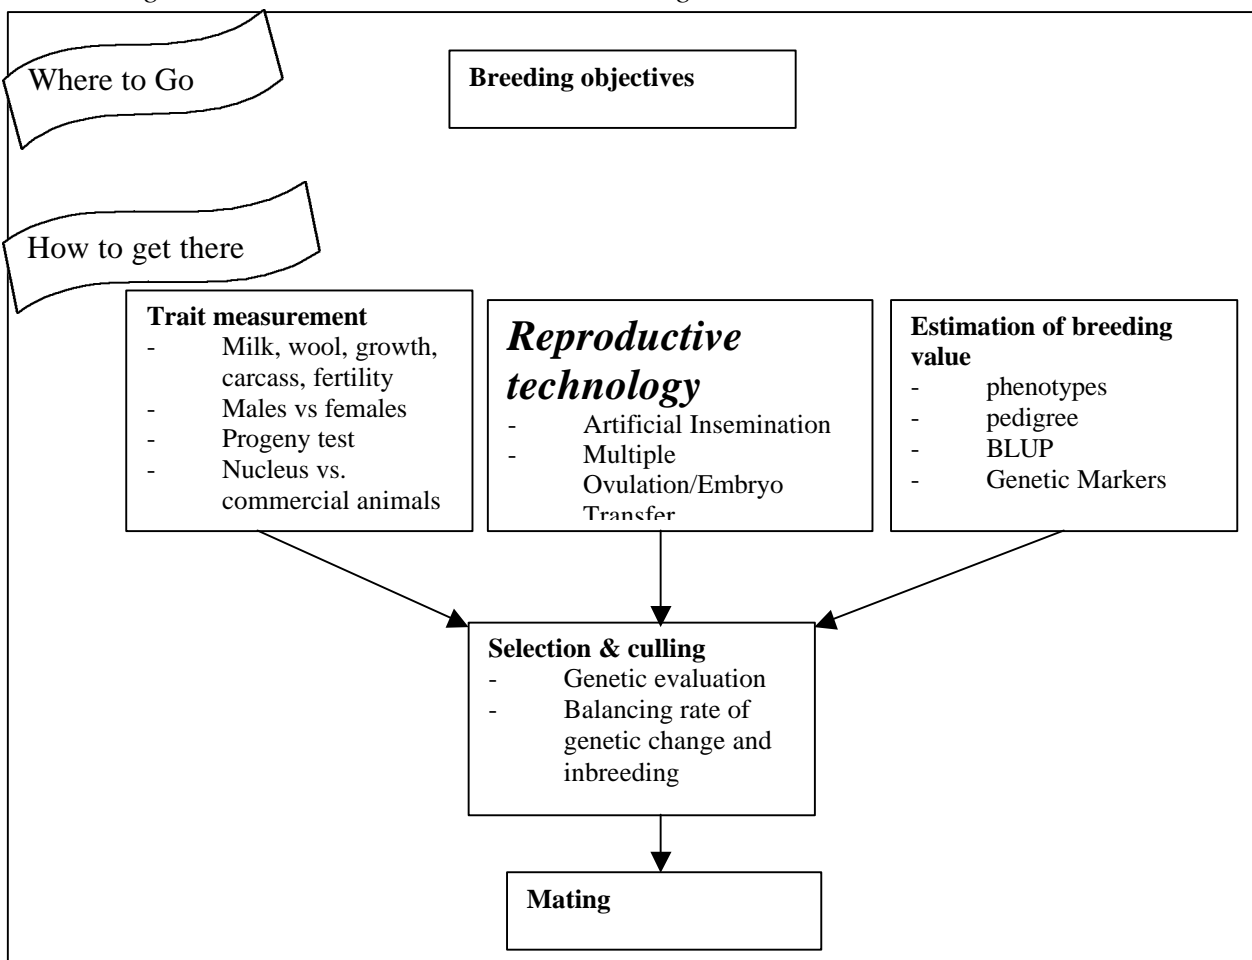 Where to Go
Breeding objectives
How to get there
Trait measurement
- Milk, wool, growth,
carcass, fertility
- Males vs females
- Progeny test
- Nucleus vs.
commercial animals
Reproductive
technology
- Artificial Insemination
- Multiple
Ovulation/Embryo
Transfer
Estimation of breeding
value
- phenotypes
- pedigree
- BLUP
- Genetic Markers
Selection & culling
- Genetic evaluation
- Balancing rate of
genetic change and
inbreeding
Mating